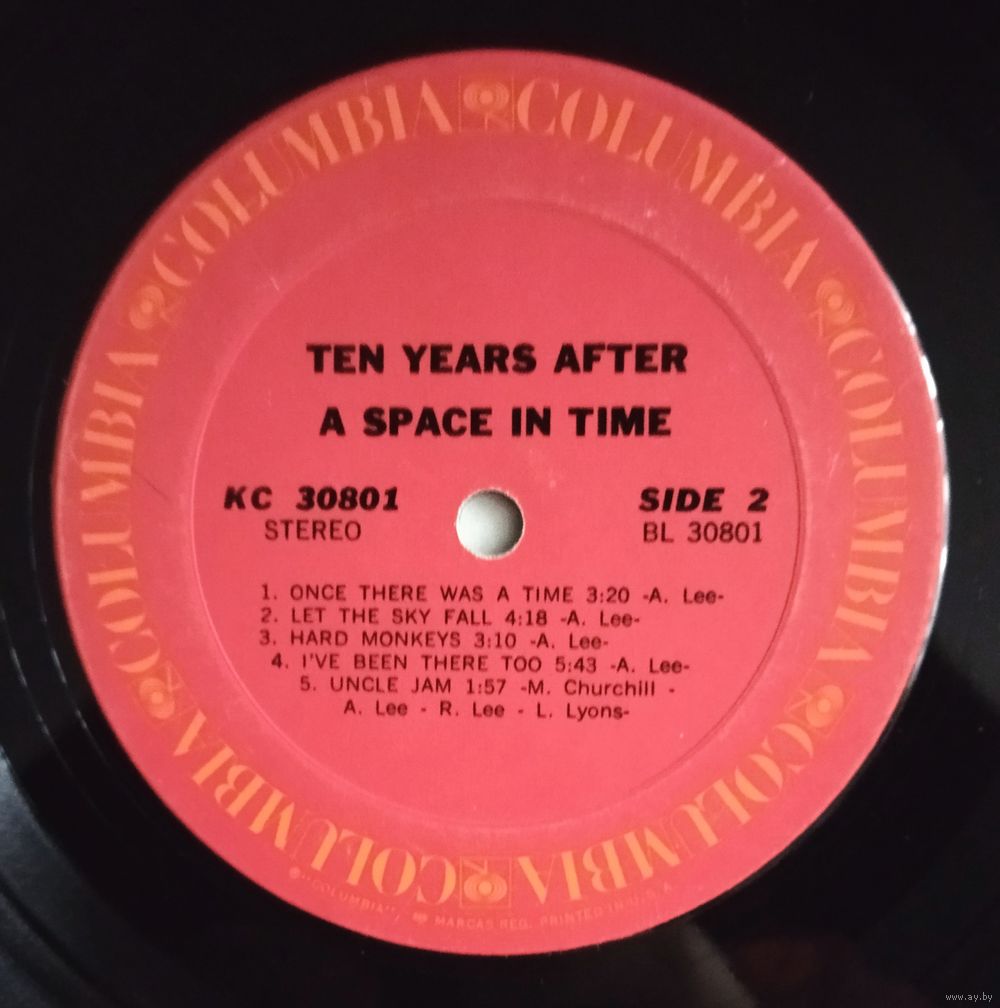 COLUMBIA COLUMBIA COLUMBIA COLUMBIA COLUMBIA COLUMBIA
TEN YEARS AFTER
A SPACE IN TIME
KC 30801 SIDE 2
STEREO BL 30801
1. ONCE THERE WAS A TIME 3:20 -A. Lee-
2. LET THE SKY FALL 4:18 -A. Lee-
3. HARD MONKEYS 3:10 -A. Lee-
4. I'VE BEEN THERE TOO 5:43 -A. Lee-
5. UNCLE JAM 1:57 -M. Churchill -
A. Lee - R. Lee - L. Lyons-
® "COLUMBIA", MARCAS REG. PRINTED IN U.S.A.
www.ay.by